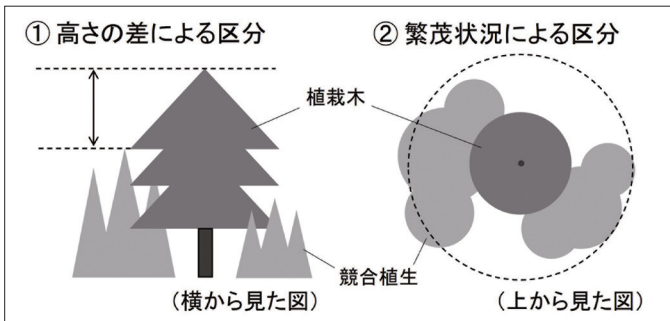 ① 高さの差による区分
② 繁茂状況による区分
植栽木
競合植生
（横から見た図）
（上から見た図）